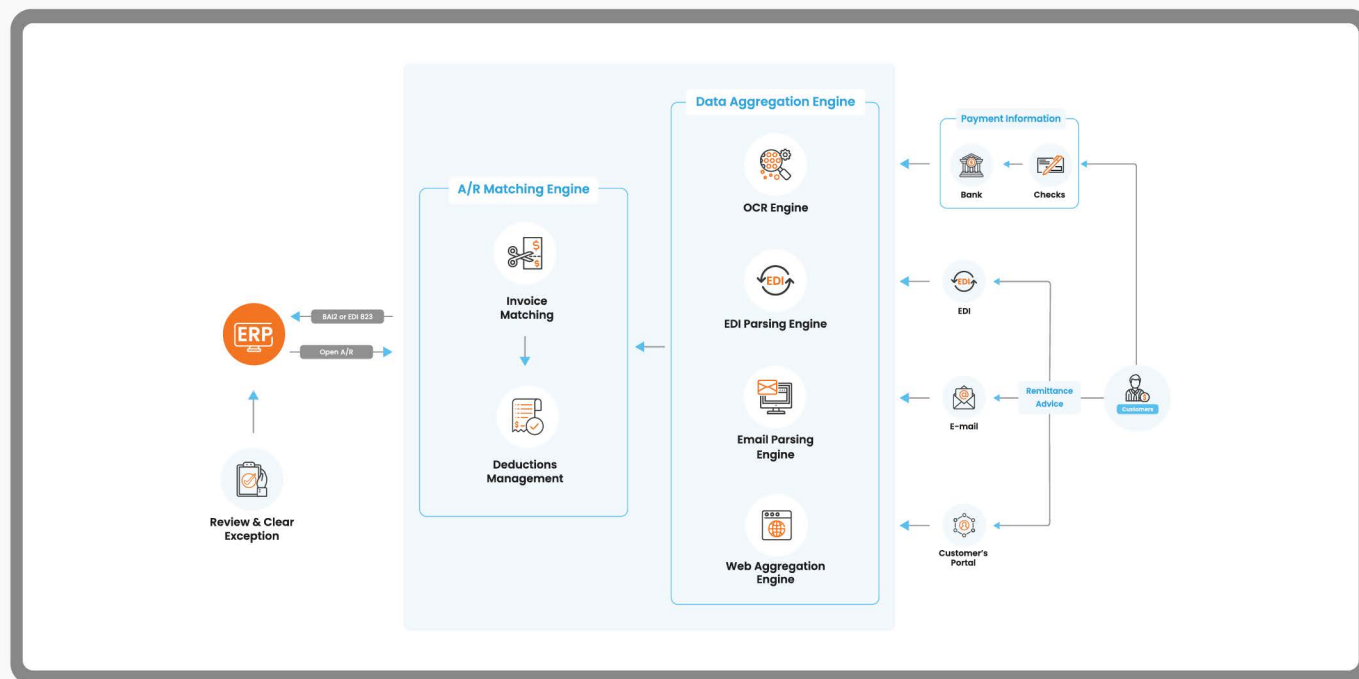 Data Aggregation Engine
OCR Engine
EDI
EDI Parsing Engine
Email Parsing
Engine
Web Aggregation
Engine
A/R Matching Engine
Invoice
Matching
Deductions
Management
ERP
BAI2 or EDI 823
Open A/R
Review & Clear
Exception
Payment Information
Bank
Checks
EDI
EDI
E-mail
Customer's
Portal
Remittance
Advice
Customers